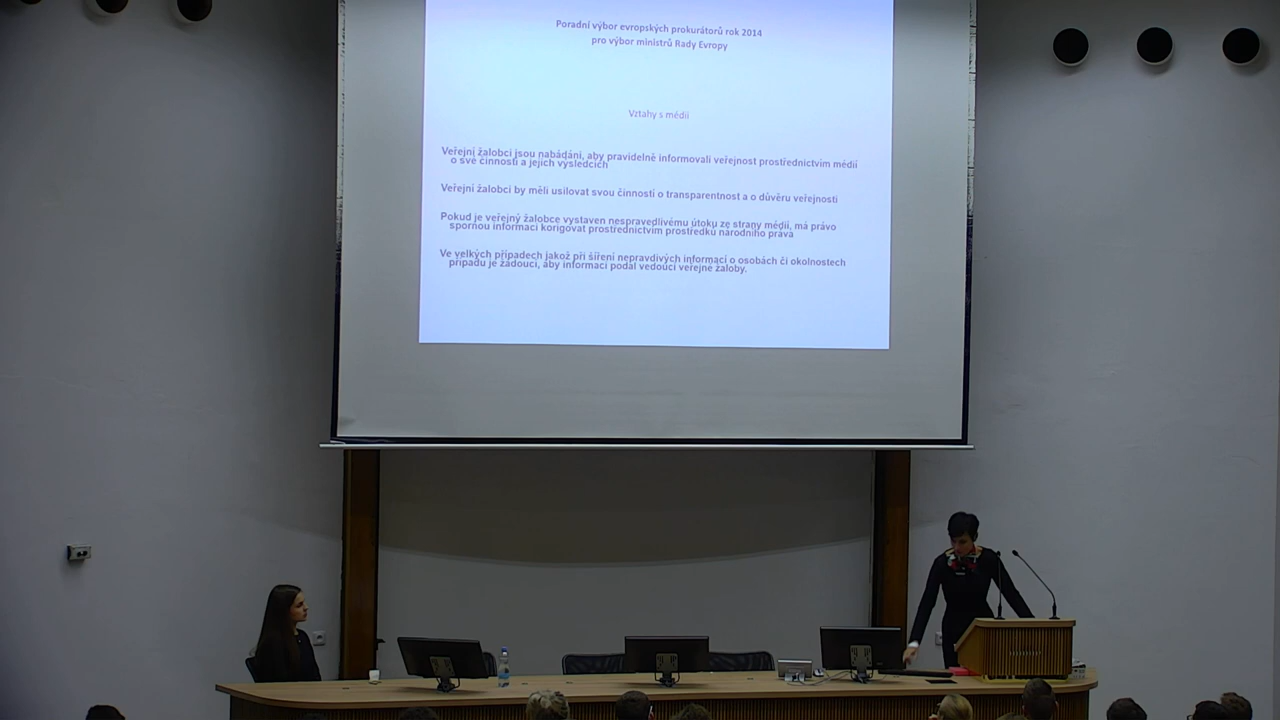 Poradní výbor evropských prokurátorů rok 2014
pro výbor ministrů Rady Evropy
Vztahy s médii
Veřejní žalobci jsou nabádáni, aby pravidelně informovali veřejnost prostřednictvím médií
o své činnosti a jejích výsledcích
Veřejní žalobci by měli usilovat svou činností o transparentnost a o důvěru veřejnosti
Pokud je veřejný žalobce vystaven nespravedlivému útoku ze strany médií, má právo
spornou informaci korigovat prostřednictvím prostředků národního práva
Ve velkých případech jakož při šíření nepravdivých informací o osobách či okolnostech
případu je žádoucí, aby informaci podal vedoucí veřejné žaloby.